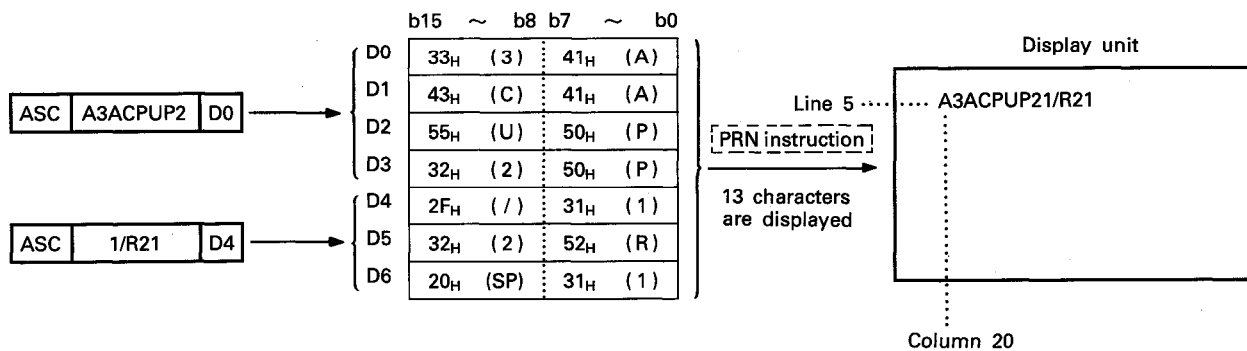 b15 ~ b8 b7 ~ b0
Display unit
D0 33H (3) 41H (A)
D1 43H (C) 41H (A)
ASC A3ACPUP2 D0
D2 55H (U) 50H (P)
D3 32H (2) 50H (P)
D4 2FH (/) 31H (1)
ASC 1/R21 D4
D5 32H (2) 52H (R)
D6 20H (SP) 31H (1)
PRN instruction
13 characters
are displayed
Line 5 A3ACPUP21/R21
Column 20